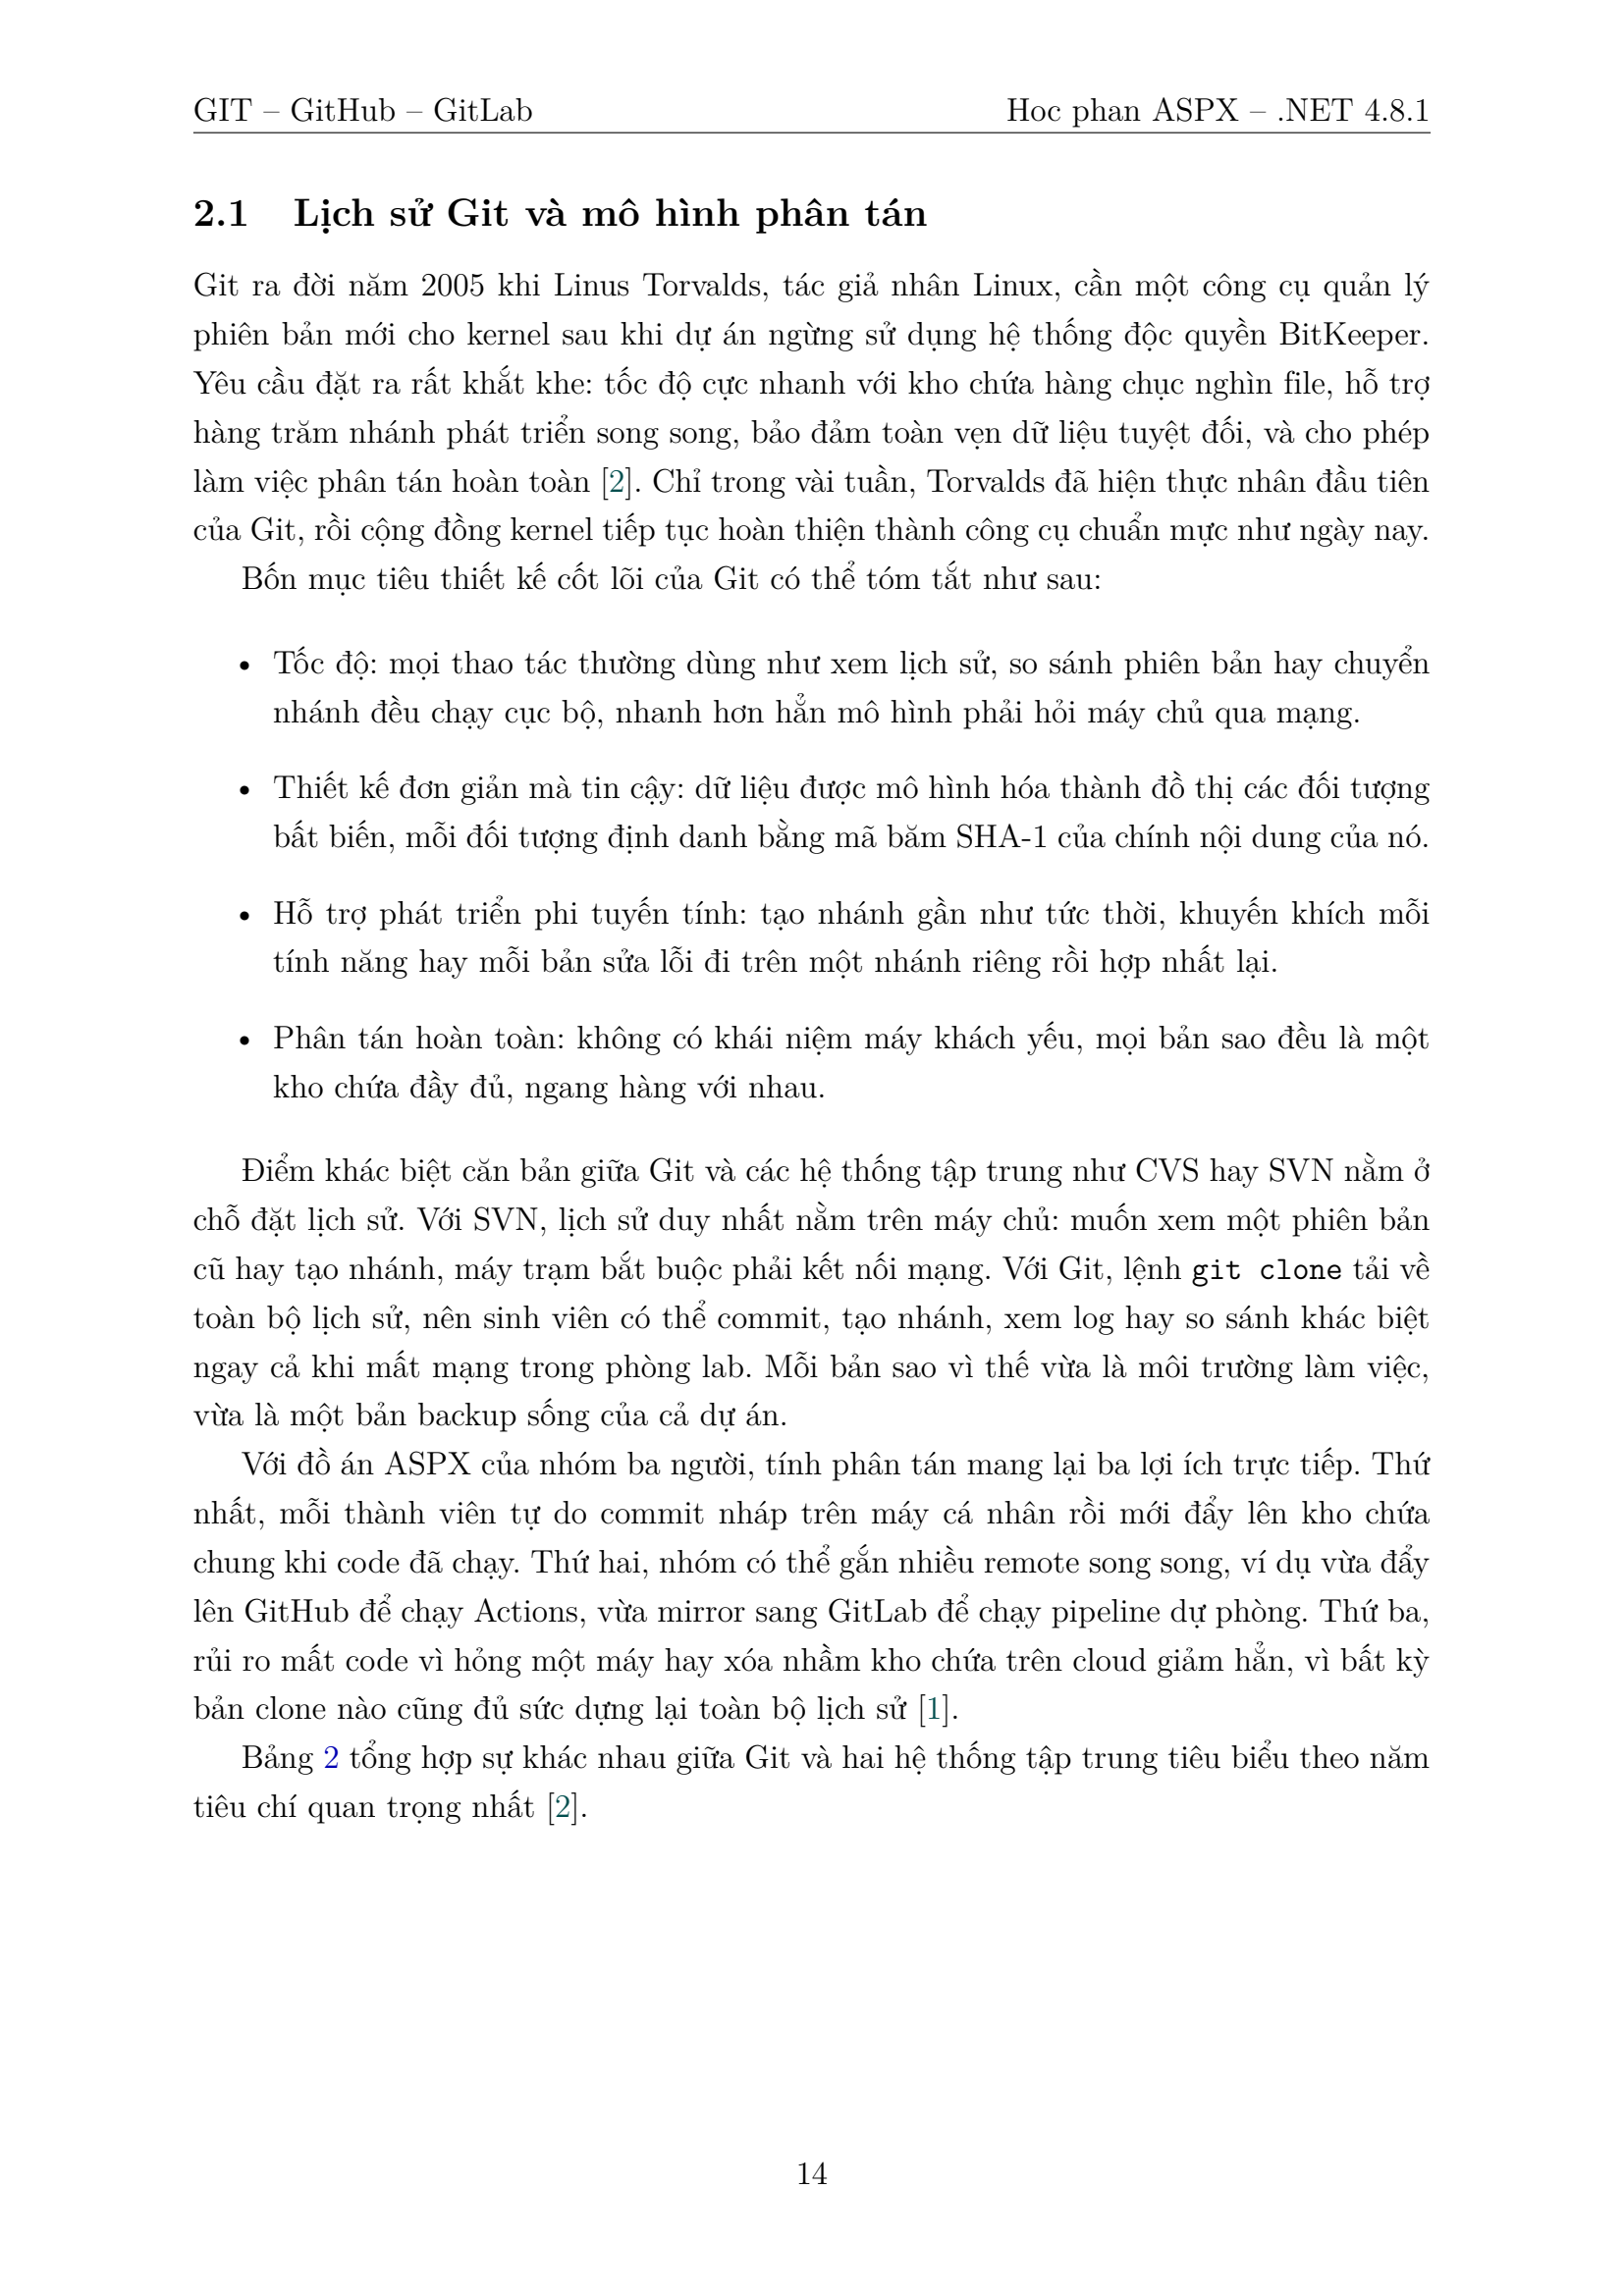 GIT – GitHub – GitLab
Hoc phan ASPX – .NET 4.8.1
2.1 Lịch sử Git và mô hình phân tán
Git ra đời năm 2005 khi Linus Torvalds, tác giả nhân Linux, cần một công cụ quản lý
phiên bản mới cho kernel sau khi dự án ngừng sử dụng hệ thống độc quyền BitKeeper.
Yêu cầu đặt ra rất khắt khe: tốc độ cực nhanh với kho chứa hàng chục nghìn file, hỗ trợ
hàng trăm nhánh phát triển song song, bảo đảm toàn vẹn dữ liệu tuyệt đối, và cho phép
làm việc phân tán hoàn toàn [2]. Chỉ trong vài tuần, Torvalds đã hiện thực nhân đầu tiên
của Git, rồi cộng đồng kernel tiếp tục hoàn thiện thành công cụ chuẩn mực như ngày nay.
Bốn mục tiêu thiết kế cốt lõi của Git có thể tóm tắt như sau:
• Tốc độ: mọi thao tác thường dùng như xem lịch sử, so sánh phiên bản hay chuyển
nhánh đều chạy cục bộ, nhanh hơn hẳn mô hình phải hỏi máy chủ qua mạng.
• Thiết kế đơn giản mà tin cậy: dữ liệu được mô hình hóa thành đồ thị các đối tượng
bất biến, mỗi đối tượng định danh bằng mã băm SHA-1 của chính nội dung của nó.
• Hỗ trợ phát triển phi tuyến tính: tạo nhánh gần như tức thời, khuyến khích mỗi
tính năng hay mỗi bản sửa lỗi đi trên một nhánh riêng rồi hợp nhất lại.
• Phân tán hoàn toàn: không có khái niệm máy khách yếu, mọi bản sao đều là một
kho chứa đầy đủ, ngang hàng với nhau.
Điểm khác biệt căn bản giữa Git và các hệ thống tập trung như CVS hay SVN nằm ở
chỗ đặt lịch sử. Với SVN, lịch sử duy nhất nằm trên máy chủ: muốn xem một phiên bản
cũ hay tạo nhánh, máy trạm bắt buộc phải kết nối mạng. Với Git, lệnh git clone tải về
toàn bộ lịch sử, nên sinh viên có thể commit, tạo nhánh, xem log hay so sánh khác biệt
ngay cả khi mất mạng trong phòng lab. Mỗi bản sao vì thế vừa là môi trường làm việc,
vừa là một bản backup sống của cả dự án.
Với đồ án ASPX của nhóm ba người, tính phân tán mang lại ba lợi ích trực tiếp. Thứ
nhất, mỗi thành viên tự do commit nháp trên máy cá nhân rồi mới đẩy lên kho chứa
chung khi code đã chạy. Thứ hai, nhóm có thể gắn nhiều remote song song, ví dụ vừa đẩy
lên GitHub để chạy Actions, vừa mirror sang GitLab để chạy pipeline dự phòng. Thứ ba,
rủi ro mất code vì hỏng một máy hay xóa nhầm kho chứa trên cloud giảm hẳn, vì bất kỳ
bản clone nào cũng đủ sức dựng lại toàn bộ lịch sử [1].
Bảng 2 tổng hợp sự khác nhau giữa Git và hai hệ thống tập trung tiêu biểu theo năm
tiêu chí quan trọng nhất [2].
14